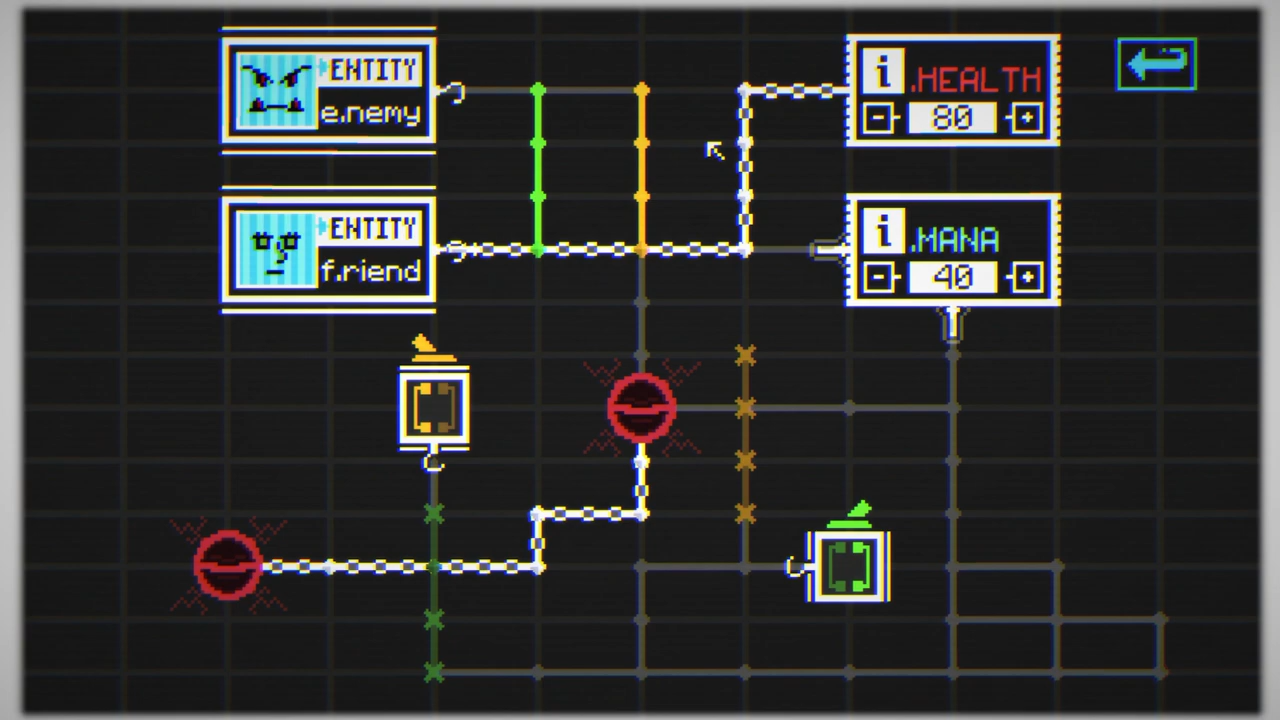 ENTITY
e.nemy
i .HEALTH
- 80 +
ENTITY
f.riend
i .MANA
- 40 +